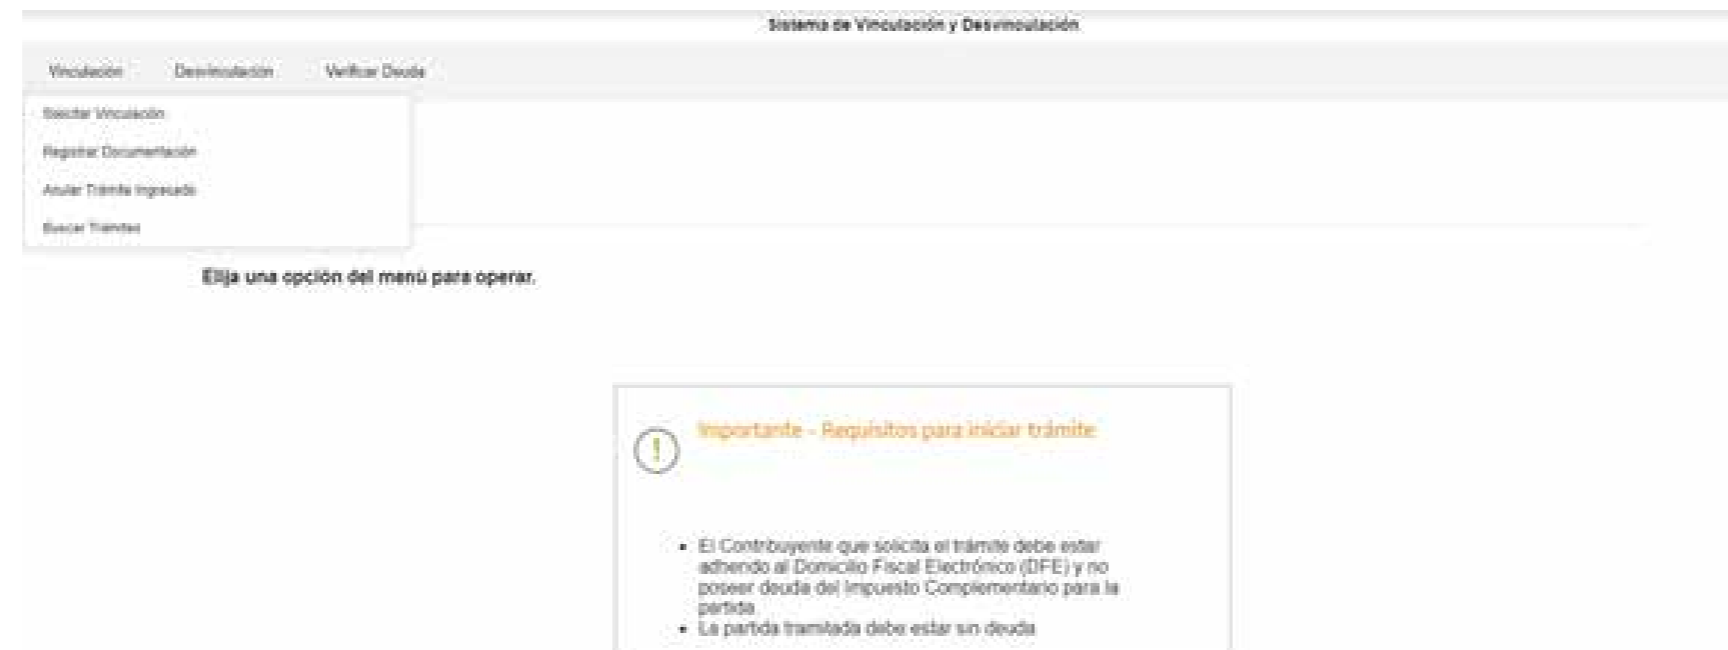 Sistema de Vinculación y Desvinculación
Vinculación Desvinculación Verificar Deuda
Solicitar Vinculación
Registrar Documentación
Anular Trámite Ingresado
Buscar Trámites
Elija una opción del menú para operar.
Importante - Requisitos para iniciar trámite
• El Contribuyente que solicita el trámite debe estar
adherido al Domicilio Fiscal Electrónico (DFE) y no
poseer deuda del Impuesto Complementario para la
partida.
• La partida tramitada debe estar sin deuda